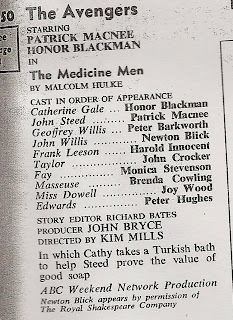 50 The Avengers
STARRING
PATRICK MACNEE
HONOR BLACKMAN
IN
The Medicine Men
BY MALCOLM HULKE
CAST IN ORDER OF APPEARANCE
Catherine Gale ... Honor Blackman
John Steed ...... Patrick Macnee
Geoffrey Willis ... Peter Barkworth
John Willis ......... Newton Blick
Frank Leeson ...... Harold Innocent
Taylor ............... John Crocker
Fay ............ Monica Stevenson
Masseuse ......... Brenda Cowling
Miss Dowell ............ Joy Wood
Edwards ............ Peter Hughes
STORY EDITOR RICHARD BATES
PRODUCER JOHN BRYCE
DIRECTED BY KIM MILLS
In which Cathy takes a Turkish bath
to help Steed prove the value of
good soap
ABC Weekend Network Production
Newton Blick appears by permission of
The Royal Shakespeare Company